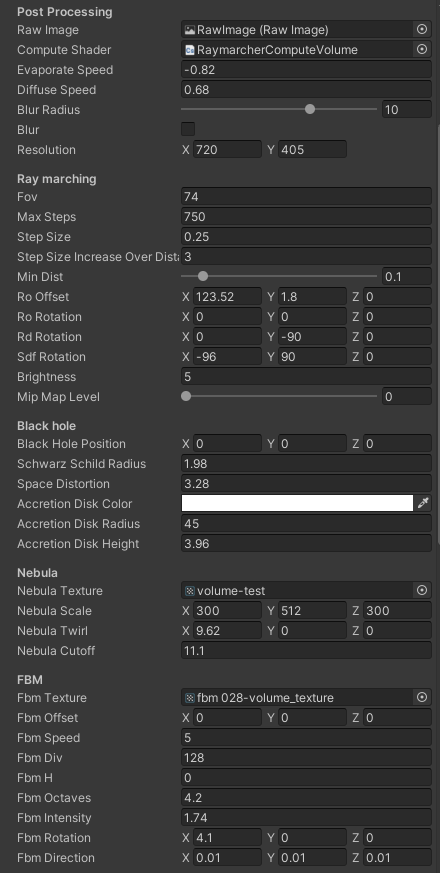 Post Processing
Raw Image RawImage (Raw Image)
Compute Shader RaymarcherComputeVolume
Evaporate Speed -0.82
Diffuse Speed 0.68
Blur Radius 10
Blur
Resolution X 720 Y 405
Ray marching
Fov 74
Max Steps 750
Step Size 0.25
Step Size Increase Over Dista 3
Min Dist 0.1
Ro Offset X 123.52 Y 1.8 Z 0
Ro Rotation X 0 Y 0 Z 0
Rd Rotation X 0 Y -90 Z 0
Sdf Rotation X -96 Y 90 Z 0
Brightness 5
Mip Map Level 0
Black hole
Black Hole Position X 0 Y 0 Z 0
Schwarz Schild Radius 1.98
Space Distortion 3.28
Accretion Disk Color
Accretion Disk Radius 45
Accretion Disk Height 3.96
Nebula
Nebula Texture volume-test
Nebula Scale X 300 Y 512 Z 300
Nebula Twirl X 9.62 Y 0 Z 0
Nebula Cutoff 11.1
FBM
Fbm Texture fbm 028-volume_texture
Fbm Offset X 0 Y 0 Z 0
Fbm Speed 5
Fbm Div 128
Fbm H 0
Fbm Octaves 4.2
Fbm Intensity 1.74
Fbm Rotation X 4.1 Y 0 Z 0
Fbm Direction X 0.01 Y 0.01 Z 0.01